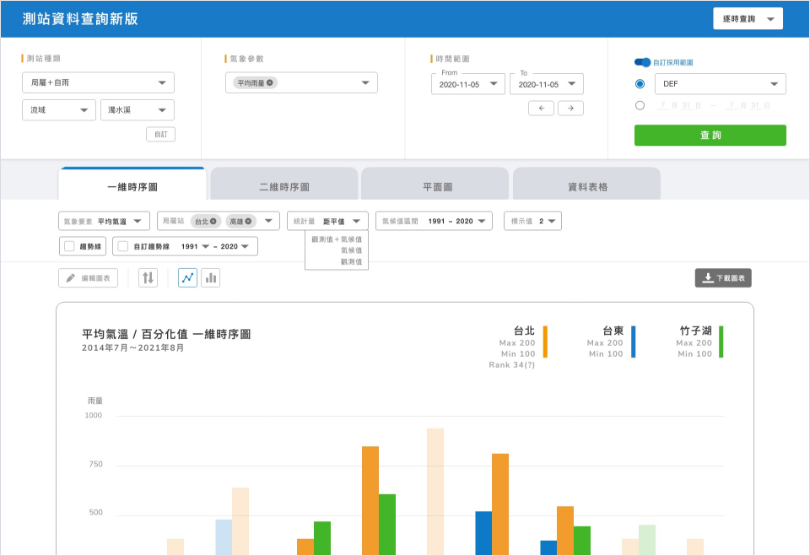 測站資料查詢新版
逐時查詢
測站種類
氣象參數
時間範圍
自訂採用範圍
局屬+自雨
平均雨量
From
2020-11-05
To
2020-11-05
DEF
流域
濁水溪
←
→
自訂
查詢
一維時序圖
二維時序圖
平面圖
資料表格
氣象要素 平均氣溫
局屬站 台北 高雄
統計量 距平值
氣候值區間 1991 - 2020
標示值 2
觀測值+氣候值
氣候值
觀測值
趨勢線
自訂趨勢線 1991 - 2020
編輯圖表
下載圖表
平均氣溫 / 百分化值 一維時序圖
2014年7月~2021年8月
台北
Max 200
Min 100
Rank 34(?)
台東
Max 200
Min 100
竹子湖
Max 200
Min 100
雨量
1000
750
500